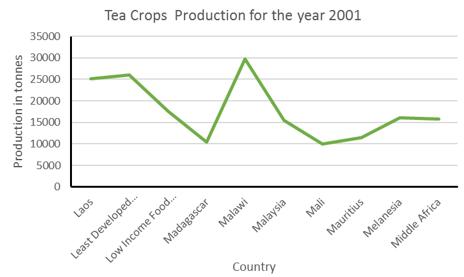 Tea Crops  Production for the year 2001
35000
30000
25000
20000
15000
10000
5000
0
Production in tonnes
Laos
Least Developed...
Low Income Food...
Madagascar
Malawi
Malaysia
Mali
Mauritius
Melanesia
Middle Africa
Country